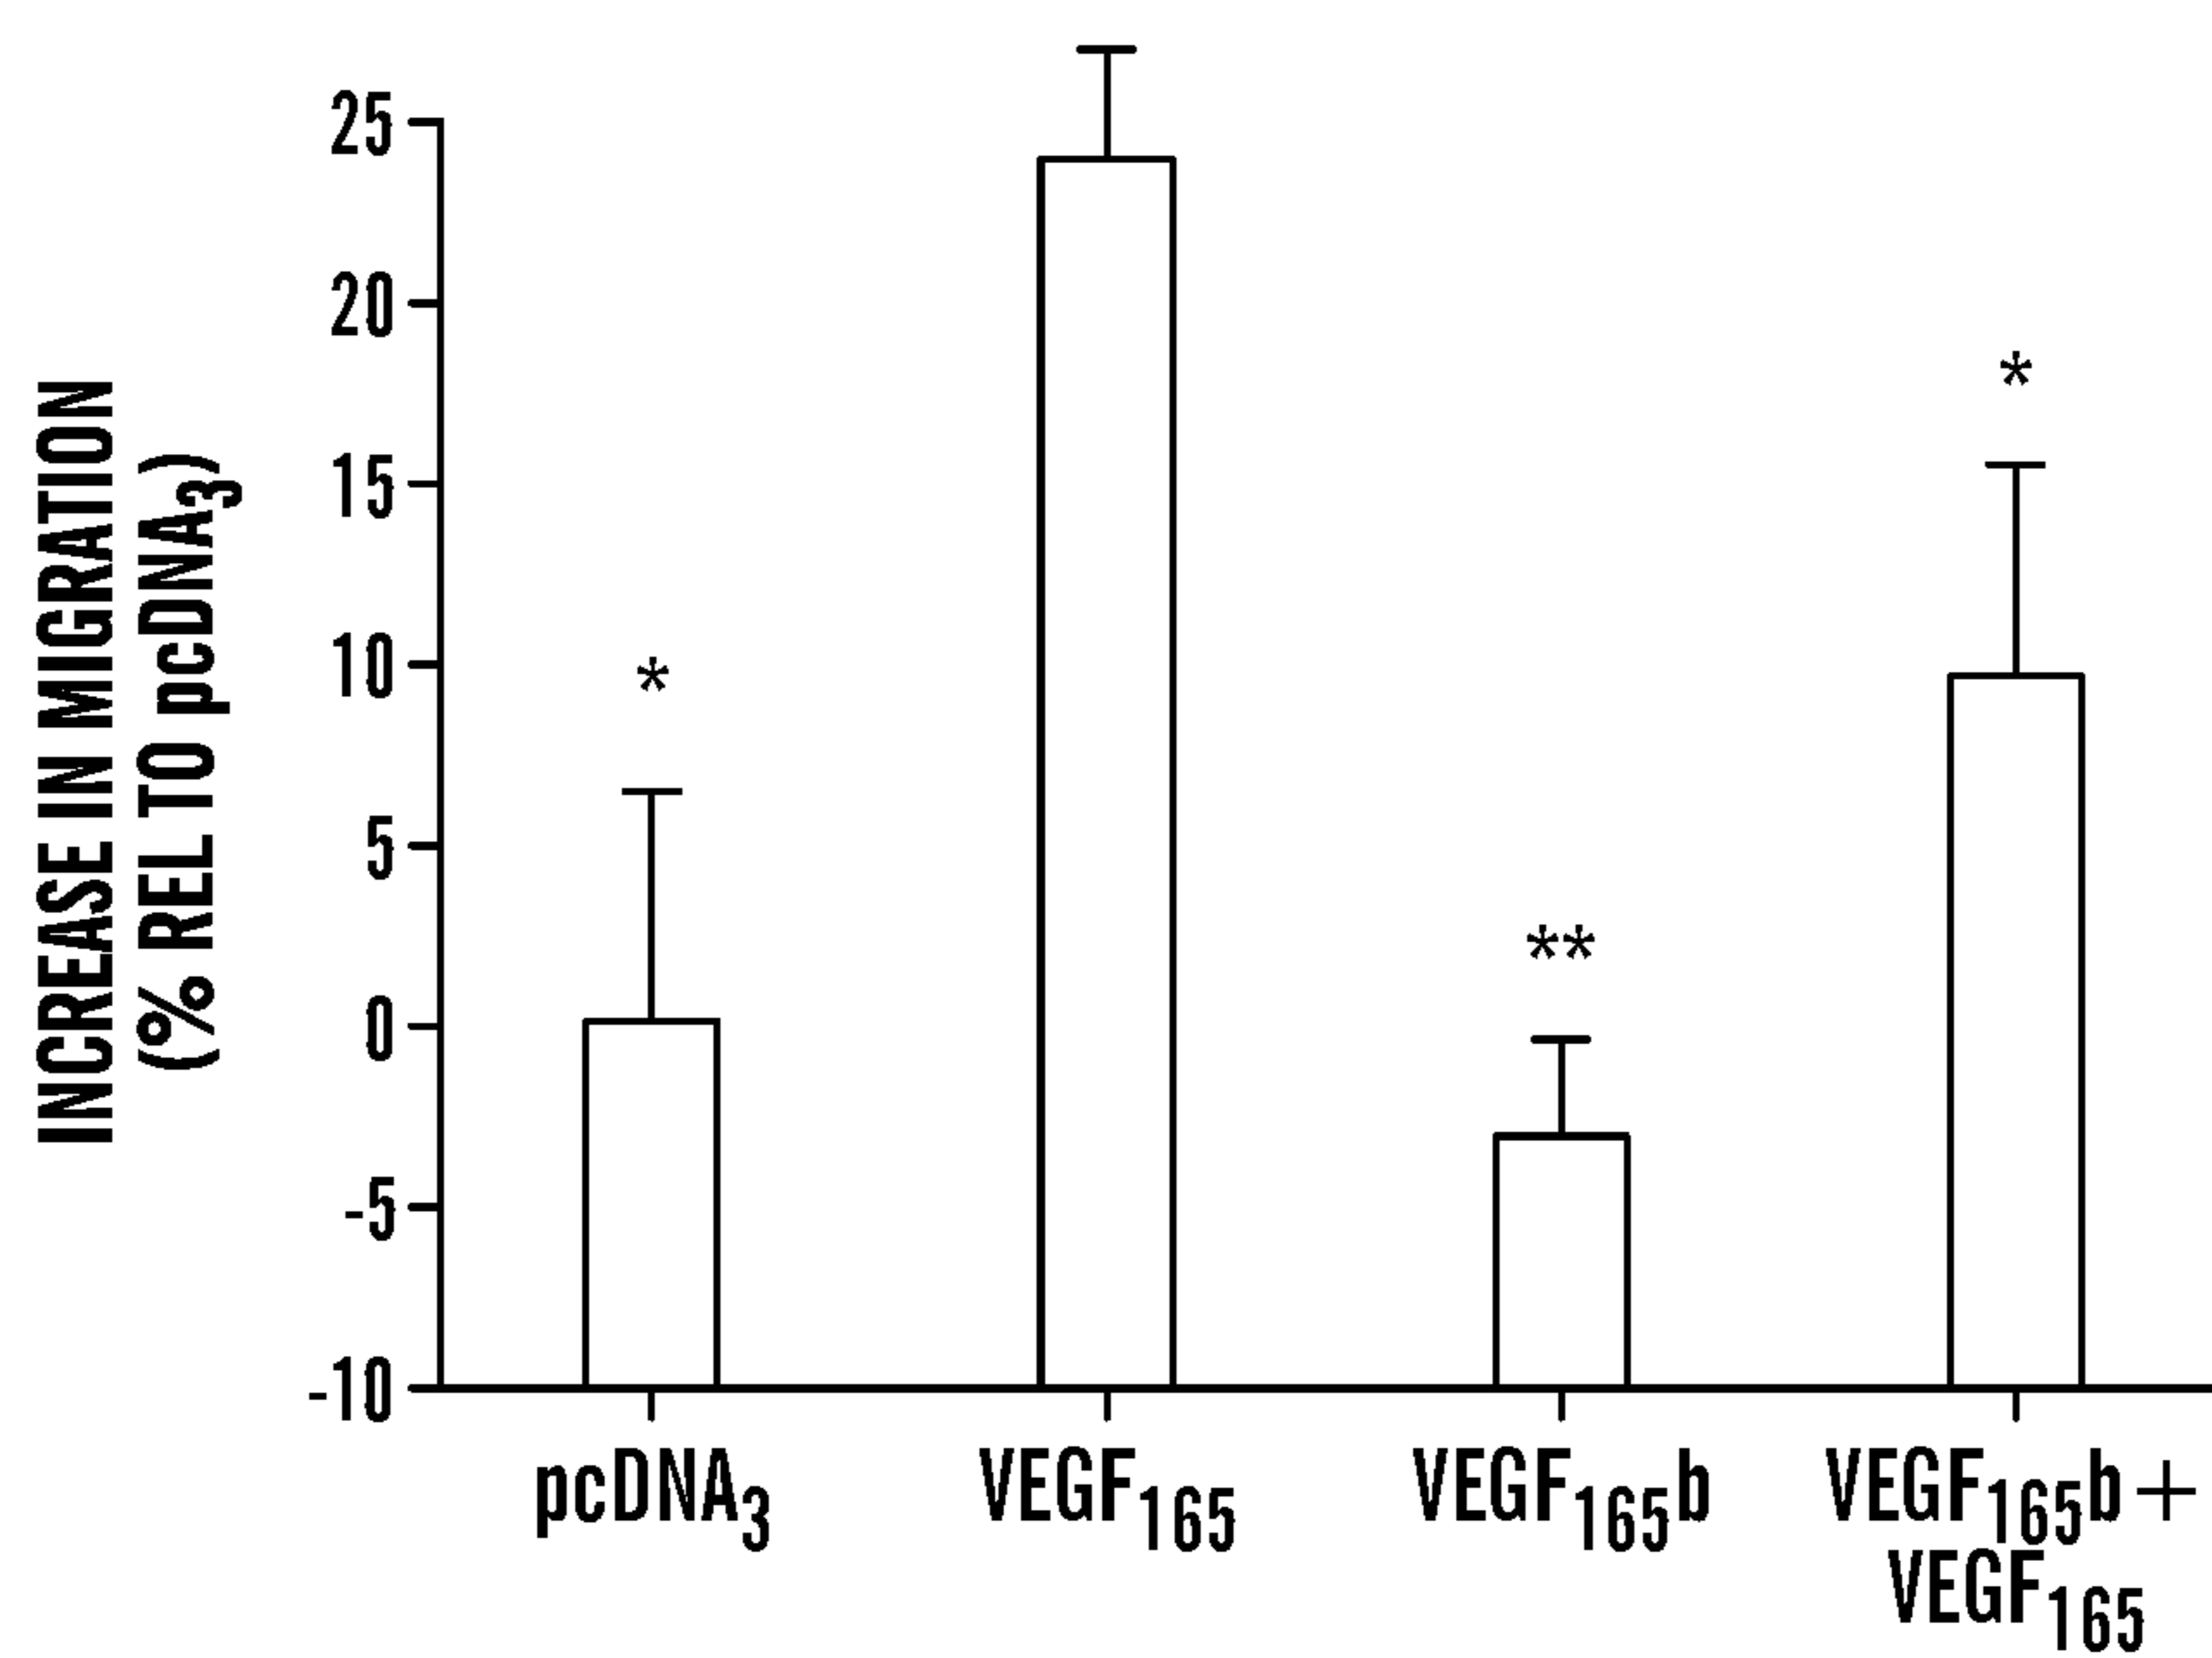 INCREASE IN MIGRATION
(% REL TO pcDNA3)
25
20
15
10
5
0
-5
-10
*
**
*
pcDNA3
VEGF165
VEGF165b
VEGF165b+
VEGF165